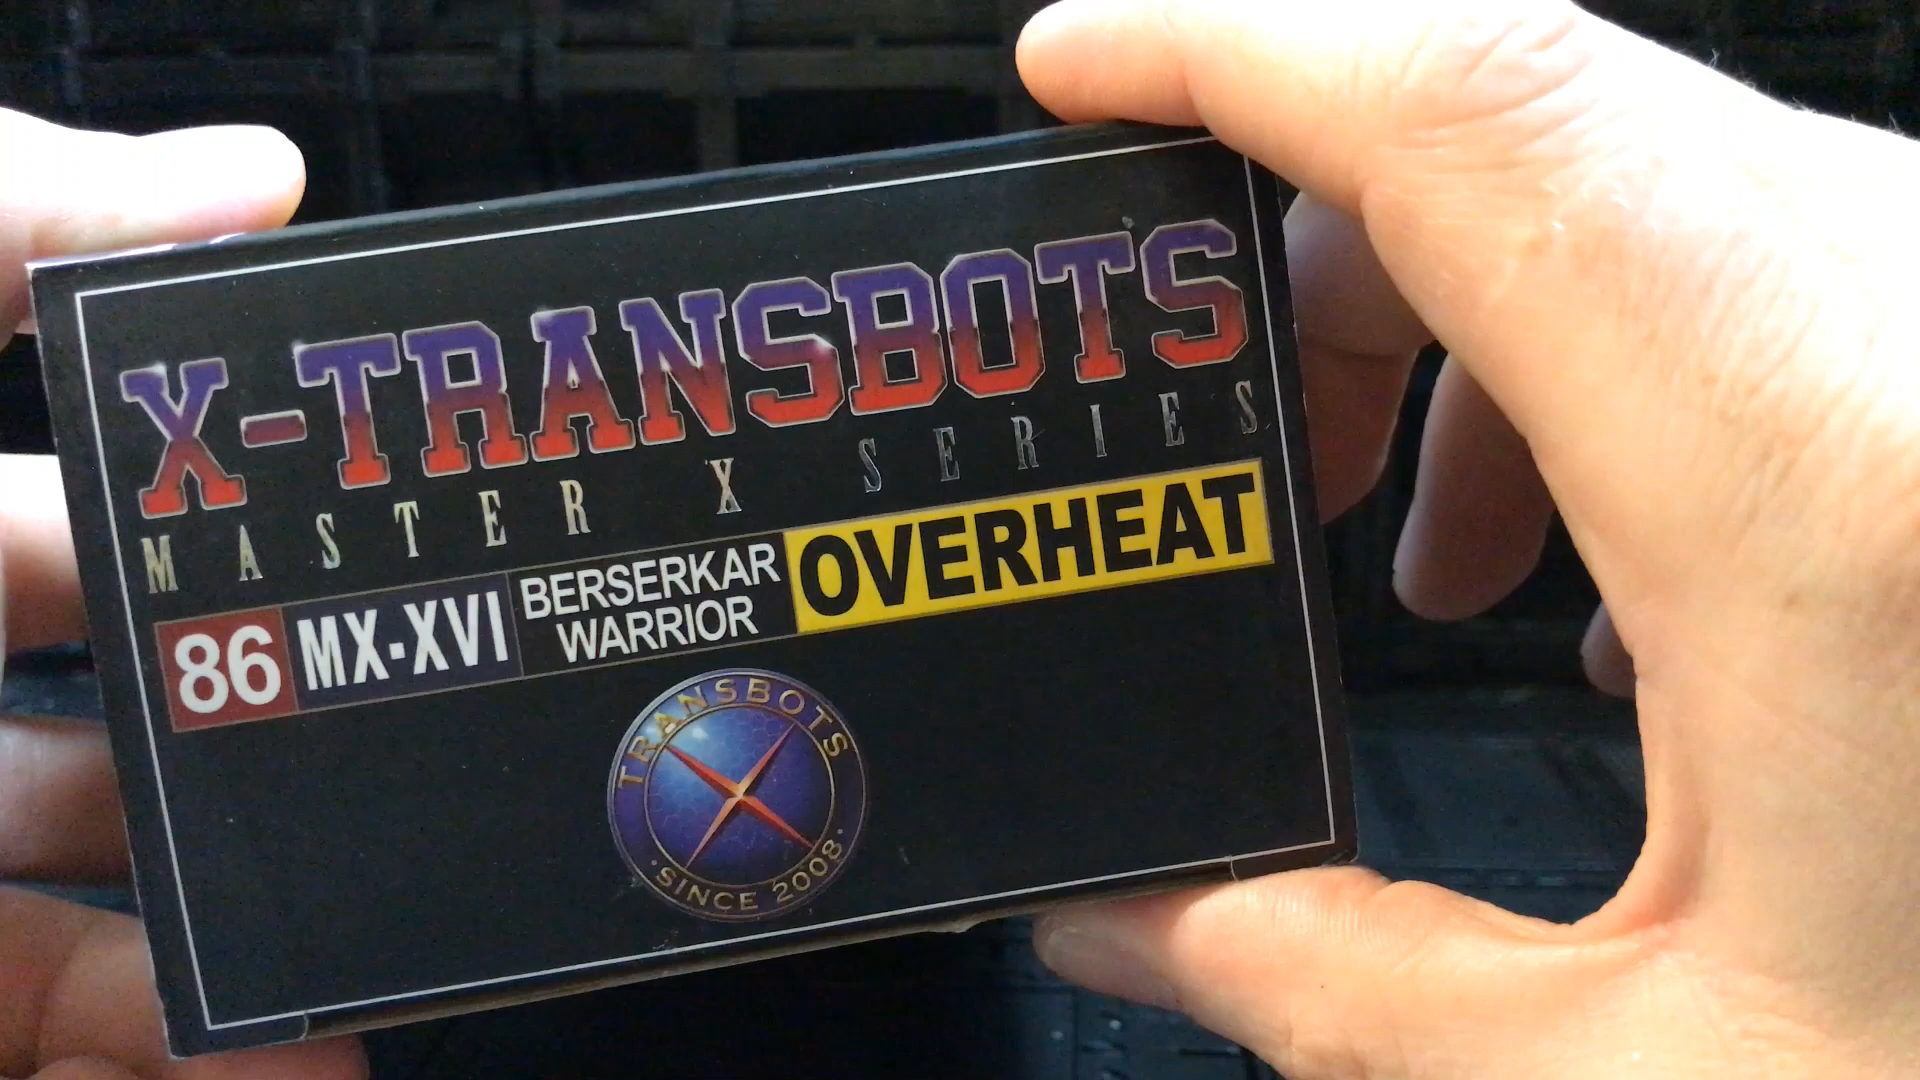 X-TRANSBOTS
MASTER X SERIES
86 MX-XVI BERSERKAR
WARRIOR OVERHEAT
TRANSBOTS
·SINCE 2008·